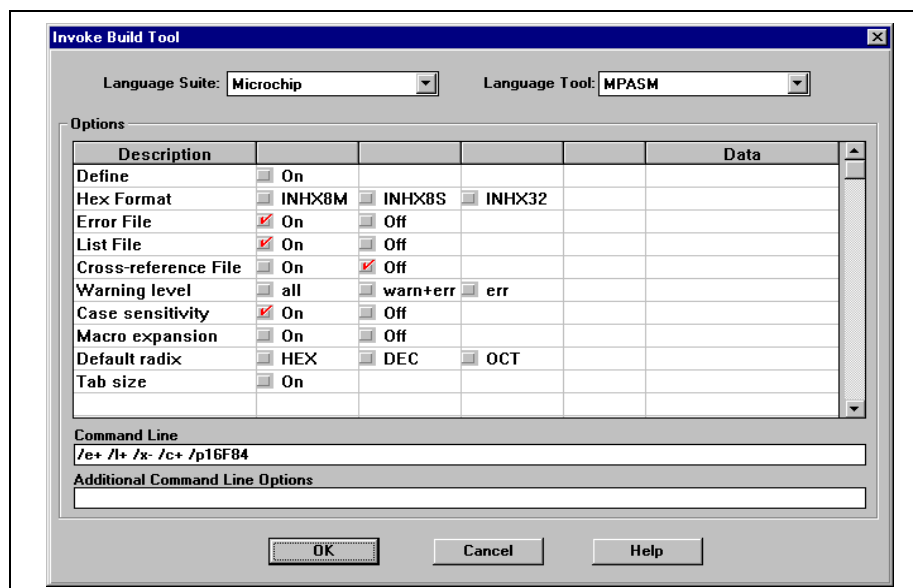 Invoke Build Tool
Language Suite: Microchip Language Tool: MPASM
Options
Description Data
Define On
Hex Format INHX8M INHX8S INHX32
Error File On Off
List File On Off
Cross-reference File On Off
Warning level all warn+err err
Case sensitivity On Off
Macro expansion On Off
Default radix HEX DEC OCT
Tab size On
Command Line
/e+ /l+ /x- /c+ /p16F84
Additional Command Line Options
OK Cancel Help